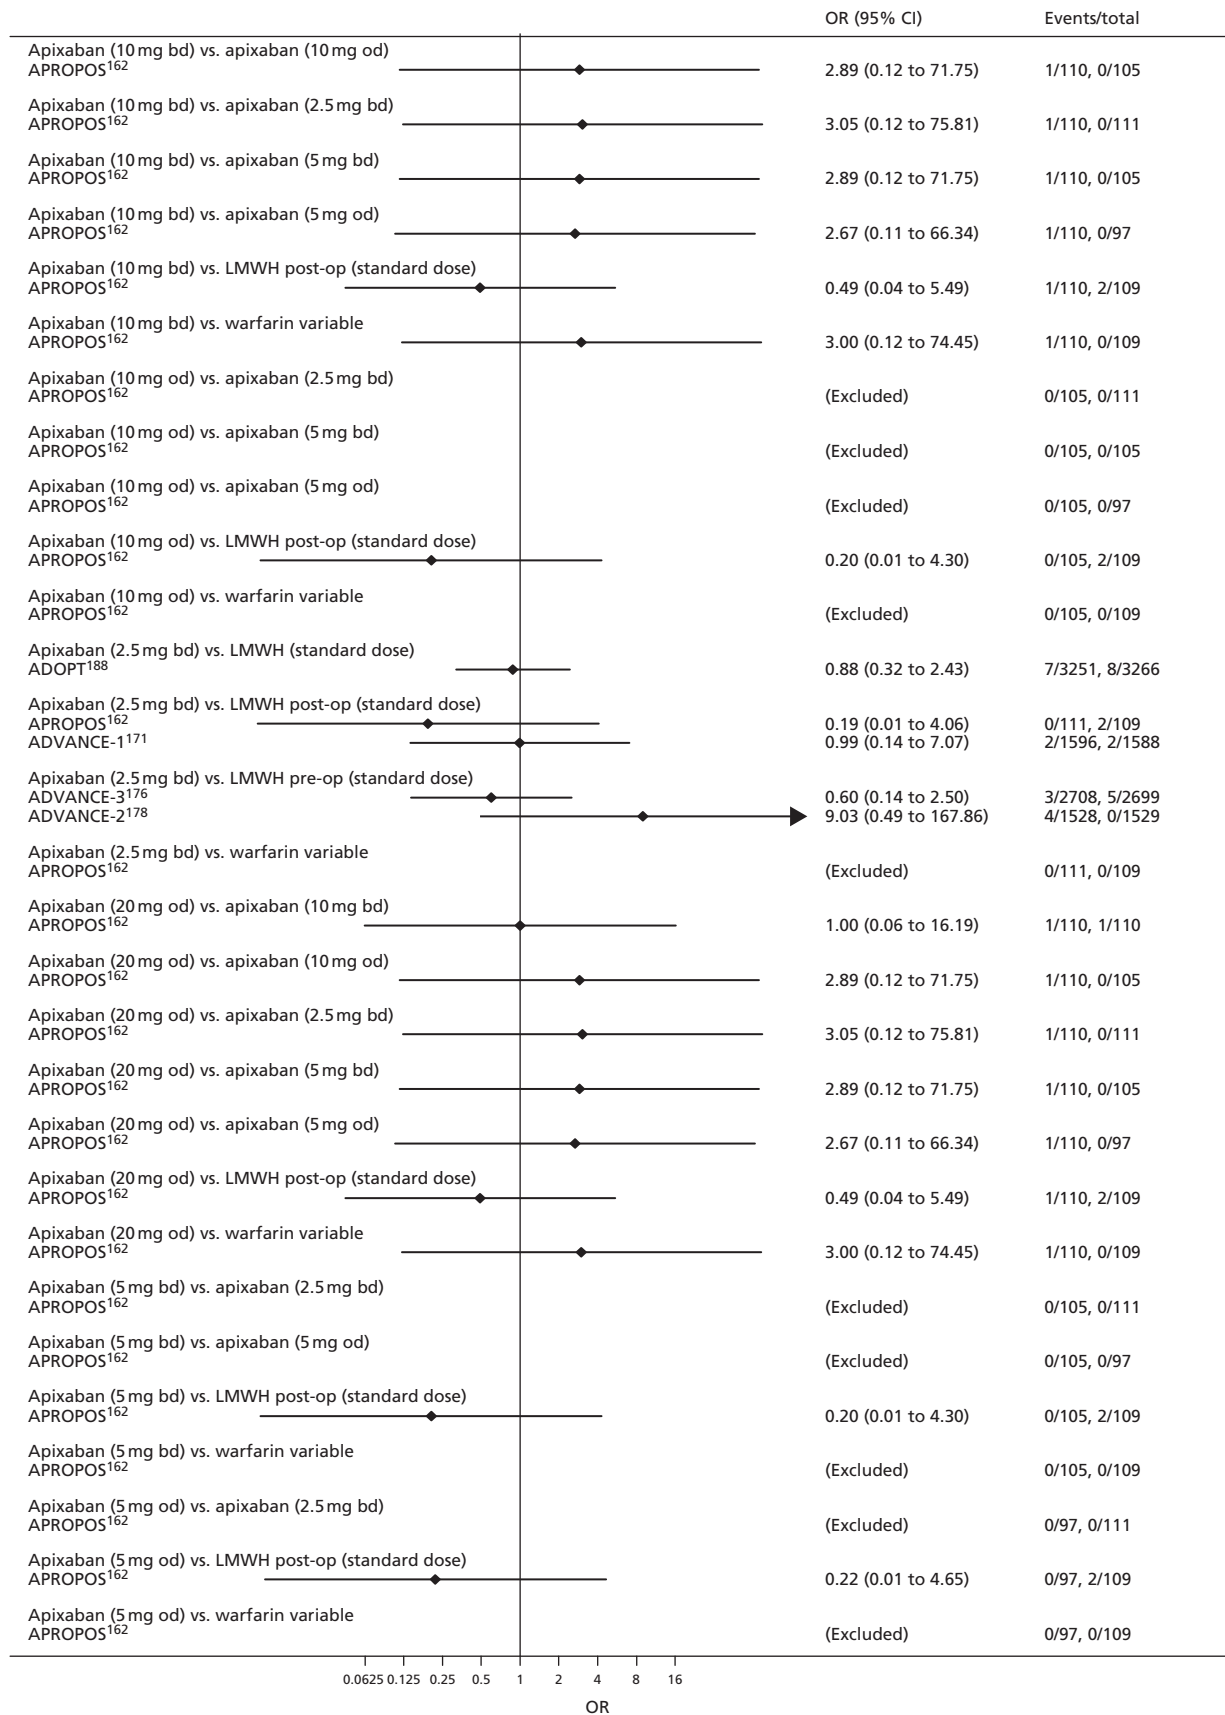 OR (95% CI) Events/total
Apixaban (10 mg bd) vs. apixaban (10 mg od)
APROPOS162 2.89 (0.12 to 71.75) 1/110, 0/105
Apixaban (10 mg bd) vs. apixaban (2.5 mg bd)
APROPOS162 3.05 (0.12 to 75.81) 1/110, 0/111
Apixaban (10 mg bd) vs. apixaban (5 mg bd)
APROPOS162 2.89 (0.12 to 71.75) 1/110, 0/105
Apixaban (10 mg bd) vs. apixaban (5 mg od)
APROPOS162 2.67 (0.11 to 66.34) 1/110, 0/97
Apixaban (10 mg bd) vs. LMWH post-op (standard dose)
APROPOS162 0.49 (0.04 to 5.49) 1/110, 2/109
Apixaban (10 mg bd) vs. warfarin variable
APROPOS162 3.00 (0.12 to 74.45) 1/110, 0/109
Apixaban (10 mg od) vs. apixaban (2.5 mg bd)
APROPOS162 (Excluded) 0/105, 0/111
Apixaban (10 mg od) vs. apixaban (5 mg bd)
APROPOS162 (Excluded) 0/105, 0/105
Apixaban (10 mg od) vs. apixaban (5 mg od)
APROPOS162 (Excluded) 0/105, 0/97
Apixaban (10 mg od) vs. LMWH post-op (standard dose)
APROPOS162 0.20 (0.01 to 4.30) 0/105, 2/109
Apixaban (10 mg od) vs. warfarin variable
APROPOS162 (Excluded) 0/105, 0/109
Apixaban (2.5 mg bd) vs. LMWH (standard dose)
ADOPT188 0.88 (0.32 to 2.43) 7/3251, 8/3266
Apixaban (2.5 mg bd) vs. LMWH post-op (standard dose)
APROPOS162 0.19 (0.01 to 4.06) 0/111, 2/109
ADVANCE-1171 0.99 (0.14 to 7.07) 2/1596, 2/1588
Apixaban (2.5 mg bd) vs. LMWH pre-op (standard dose)
ADVANCE-3176 0.60 (0.14 to 2.50) 3/2708, 5/2699
ADVANCE-2178 9.03 (0.49 to 167.86) 4/1528, 0/1529
Apixaban (2.5 mg bd) vs. warfarin variable
APROPOS162 (Excluded) 0/111, 0/109
Apixaban (20 mg od) vs. apixaban (10 mg bd)
APROPOS162 1.00 (0.06 to 16.19) 1/110, 1/110
Apixaban (20 mg od) vs. apixaban (10 mg od)
APROPOS162 2.89 (0.12 to 71.75) 1/110, 0/105
Apixaban (20 mg od) vs. apixaban (2.5 mg bd)
APROPOS162 3.05 (0.12 to 75.81) 1/110, 0/111
Apixaban (20 mg od) vs. apixaban (5 mg bd)
APROPOS162 2.89 (0.12 to 71.75) 1/110, 0/105
Apixaban (20 mg od) vs. apixaban (5 mg od)
APROPOS162 2.67 (0.11 to 66.34) 1/110, 0/97
Apixaban (20 mg od) vs. LMWH post-op (standard dose)
APROPOS162 0.49 (0.04 to 5.49) 1/110, 2/109
Apixaban (20 mg od) vs. warfarin variable
APROPOS162 3.00 (0.12 to 74.45) 1/110, 0/109
Apixaban (5 mg bd) vs. apixaban (2.5 mg bd)
APROPOS162 (Excluded) 0/105, 0/111
Apixaban (5 mg bd) vs. apixaban (5 mg od)
APROPOS162 (Excluded) 0/105, 0/97
Apixaban (5 mg bd) vs. LMWH post-op (standard dose)
APROPOS162 0.20 (0.01 to 4.30) 0/105, 2/109
Apixaban (5 mg bd) vs. warfarin variable
APROPOS162 (Excluded) 0/105, 0/109
Apixaban (5 mg od) vs. apixaban (2.5 mg bd)
APROPOS162 (Excluded) 0/97, 0/111
Apixaban (5 mg od) vs. LMWH post-op (standard dose)
APROPOS162 0.22 (0.01 to 4.65) 0/97, 2/109
Apixaban (5 mg od) vs. warfarin variable
APROPOS162 (Excluded) 0/97, 0/109
0.0625 0.125 0.25 0.5 1 2 4 8 16
OR